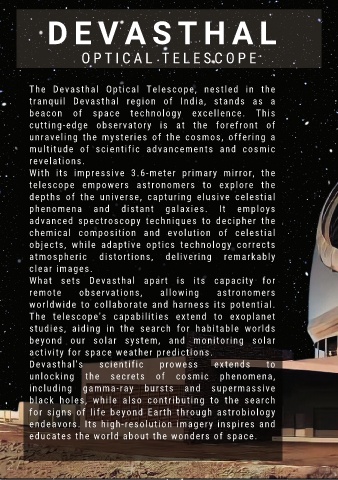 DEVASTHAL
OPTICAL TELESCOPE
The Devasthal Optical Telescope, nestled in the
tranquil Devasthal region of India, stands as a
beacon of space technology excellence. This
cutting-edge observatory is at the forefront of
unraveling the mysteries of the cosmos, offering a
multitude of scientific advancements and cosmic
revelations.
With its impressive 3.6-meter primary mirror, the
telescope empowers astronomers to explore the
depths of the universe, capturing elusive celestial
phenomena and distant galaxies. It employs
advanced spectroscopy techniques to decipher the
chemical composition and evolution of celestial
objects, while adaptive optics technology corrects
atmospheric distortions, delivering remarkably
clear images.
What sets Devasthal apart is its capacity for
remote observations, allowing astronomers
worldwide to collaborate and harness its potential.
The telescope's capabilities extend to exoplanet
studies, aiding in the search for habitable worlds
beyond our solar system, and monitoring solar
activity for space weather predictions.
Devasthal's scientific prowess extends to
unlocking the secrets of cosmic phenomena,
including gamma-ray bursts and supermassive
black holes, while also contributing to the search
for signs of life beyond Earth through astrobiology
endeavors. Its high-resolution imagery inspires and
educates the world about the wonders of space.